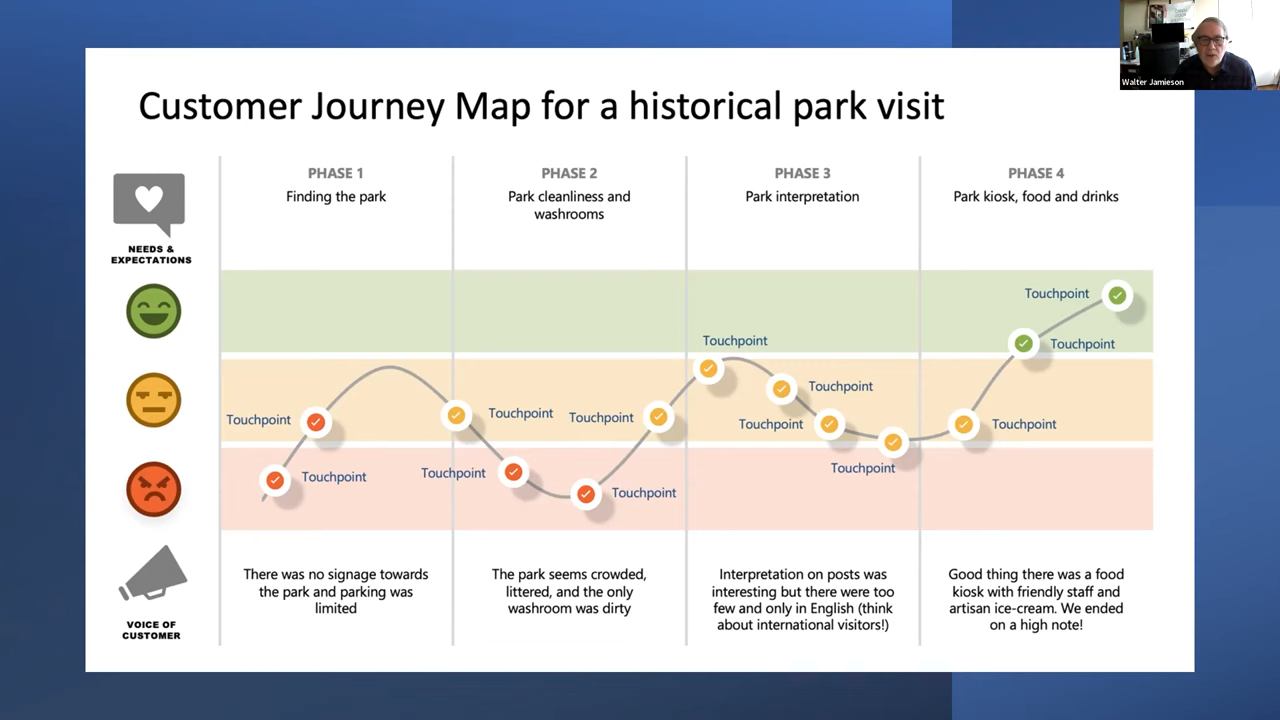 Walter Jamieson
Customer Journey Map for a historical park visit
PHASE 1
Finding the park
PHASE 2
Park cleanliness and
washrooms
PHASE 3
Park interpretation
PHASE 4
Park kiosk, food and drinks
NEEDS &
EXPECTATIONS
Touchpoint
Touchpoint
Touchpoint
Touchpoint
Touchpoint
Touchpoint
Touchpoint
Touchpoint
Touchpoint
Touchpoint
Touchpoint
Touchpoint
Touchpoint
VOICE OF
CUSTOMER
There was no signage towards
the park and parking was
limited
The park seems crowded,
littered, and the only
washroom was dirty
Interpretation on posts was
interesting but there were too
few and only in English (think
about international visitors!)
Good thing there was a food
kiosk with friendly staff and
artisan ice-cream. We ended
on a high note!